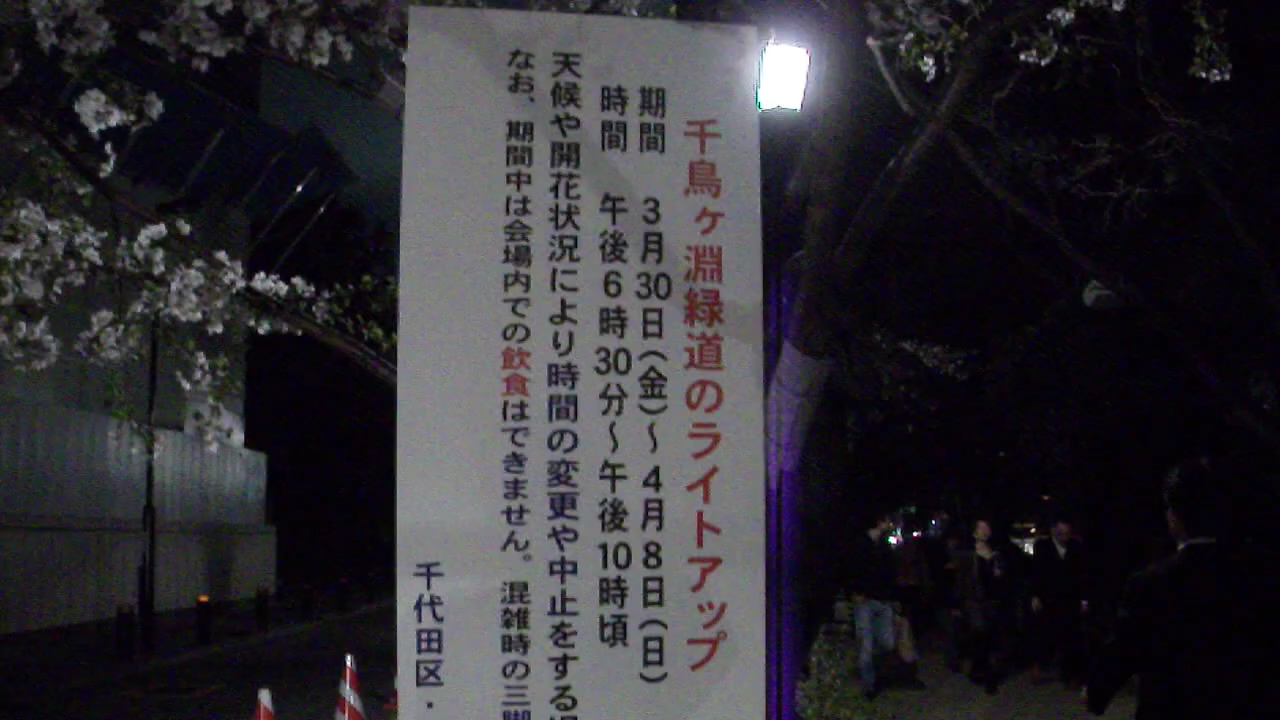 千鳥ヶ淵緑道のライトアップ
期間 3月30日(金)～4月8日(日)
時間 午後6時30分～午後10時頃
天候や開花状況により時間の変更や中止をする場
なお、期間中は会場内での飲食はできません。混雑時の三脚
千代田区・